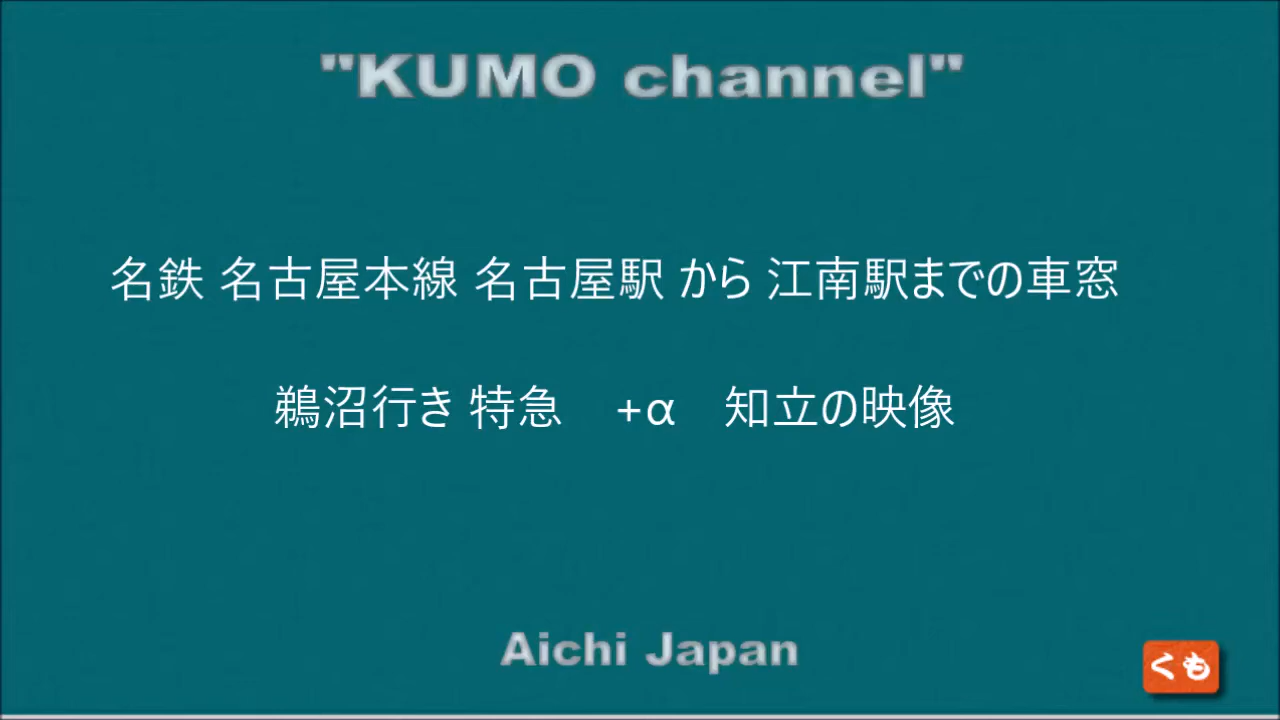 "KUMO channel"
名鉄 名古屋本線 名古屋駅 から 江南駅までの車窓
鵜沼行き 特急　+α　知立の映像
Aichi Japan
くも